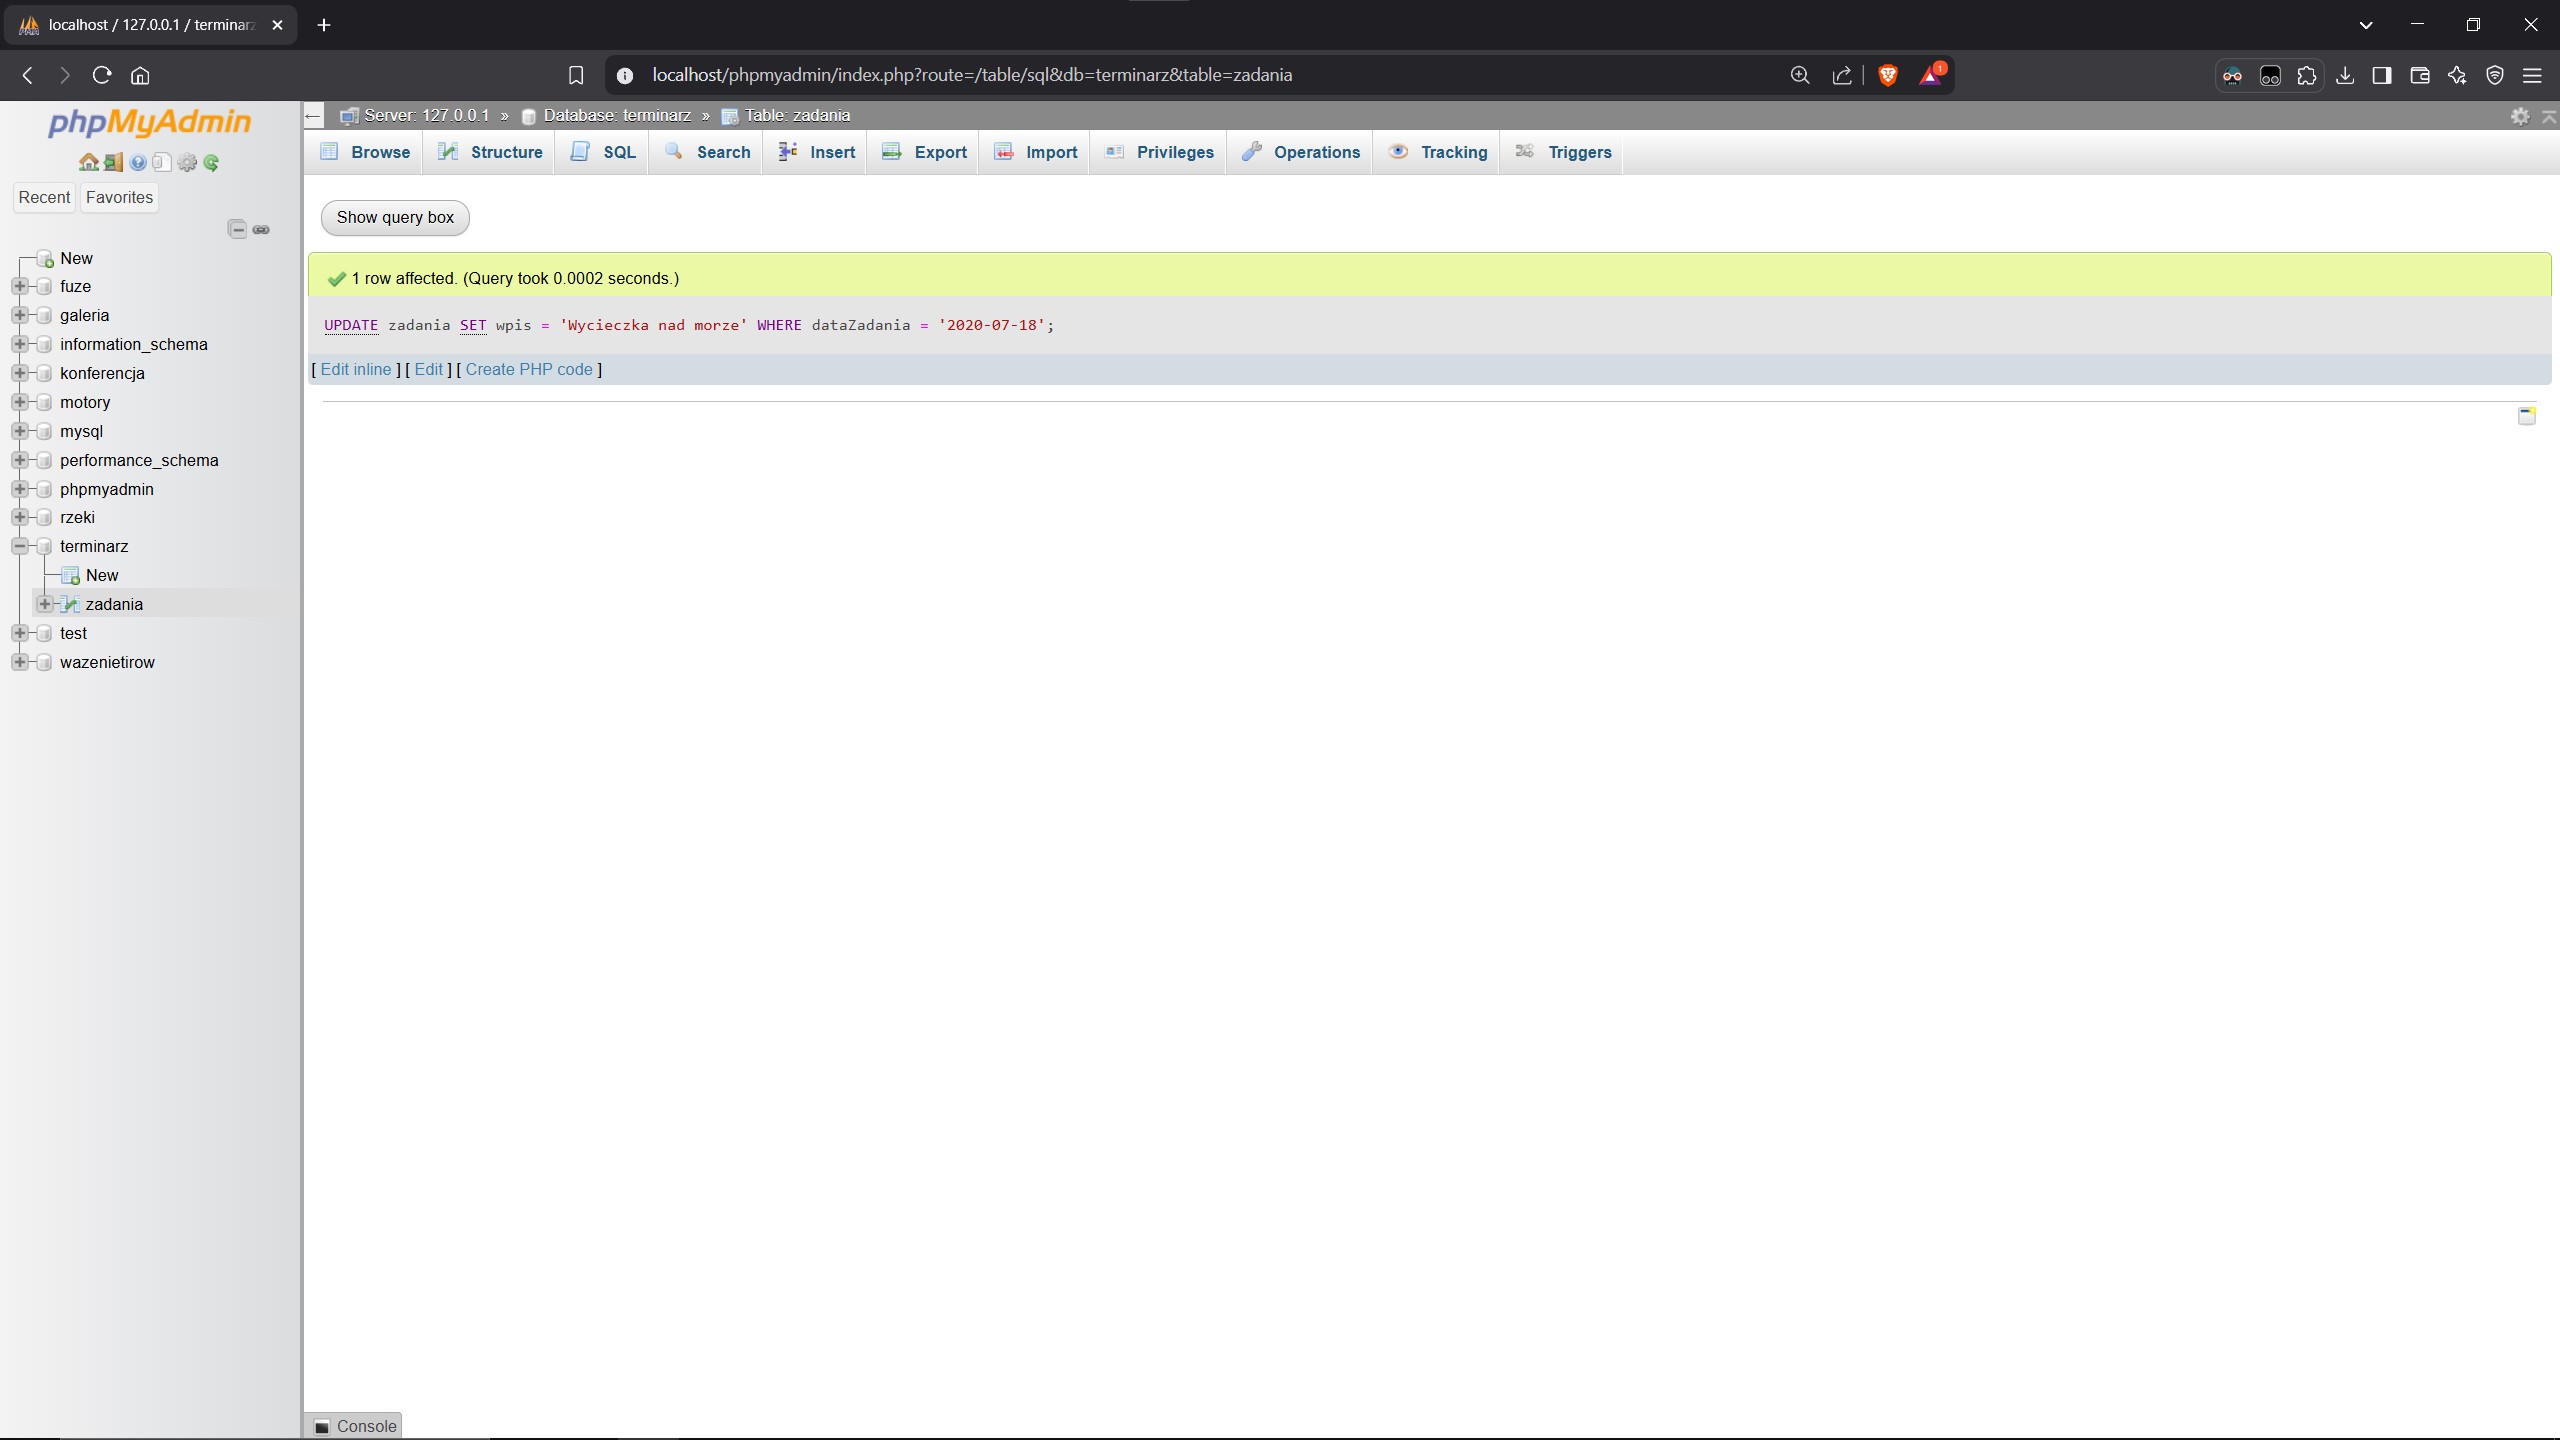 localhost / 127.0.0.1 / terminarz
localhost/phpmyadmin/index.php?route=/table/sql&db=terminarz&table=zadania
1
phpMyAdmin
Recent Favorites
New
fuze
galeria
information_schema
konferencja
motory
mysql
performance_schema
phpmyadmin
rzeki
terminarz
New
zadania
test
wazenietirow
Server: 127.0.0.1 » Database: terminarz » Table: zadania
Browse Structure SQL Search Insert Export Import Privileges Operations Tracking Triggers
Show query box
1 row affected. (Query took 0.0002 seconds.)
UPDATE zadania SET wpis = 'Wycieczka nad morze' WHERE dataZadania = '2020-07-18';
[ Edit inline ] [ Edit ] [ Create PHP code ]
Console